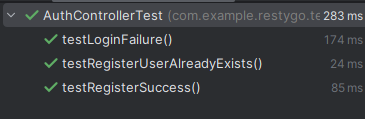 AuthControllerTest (com.example.restygo.te 283 ms
testLoginFailure() 174 ms
testRegisterUserAlreadyExists() 24 ms
testRegisterSuccess() 85 ms